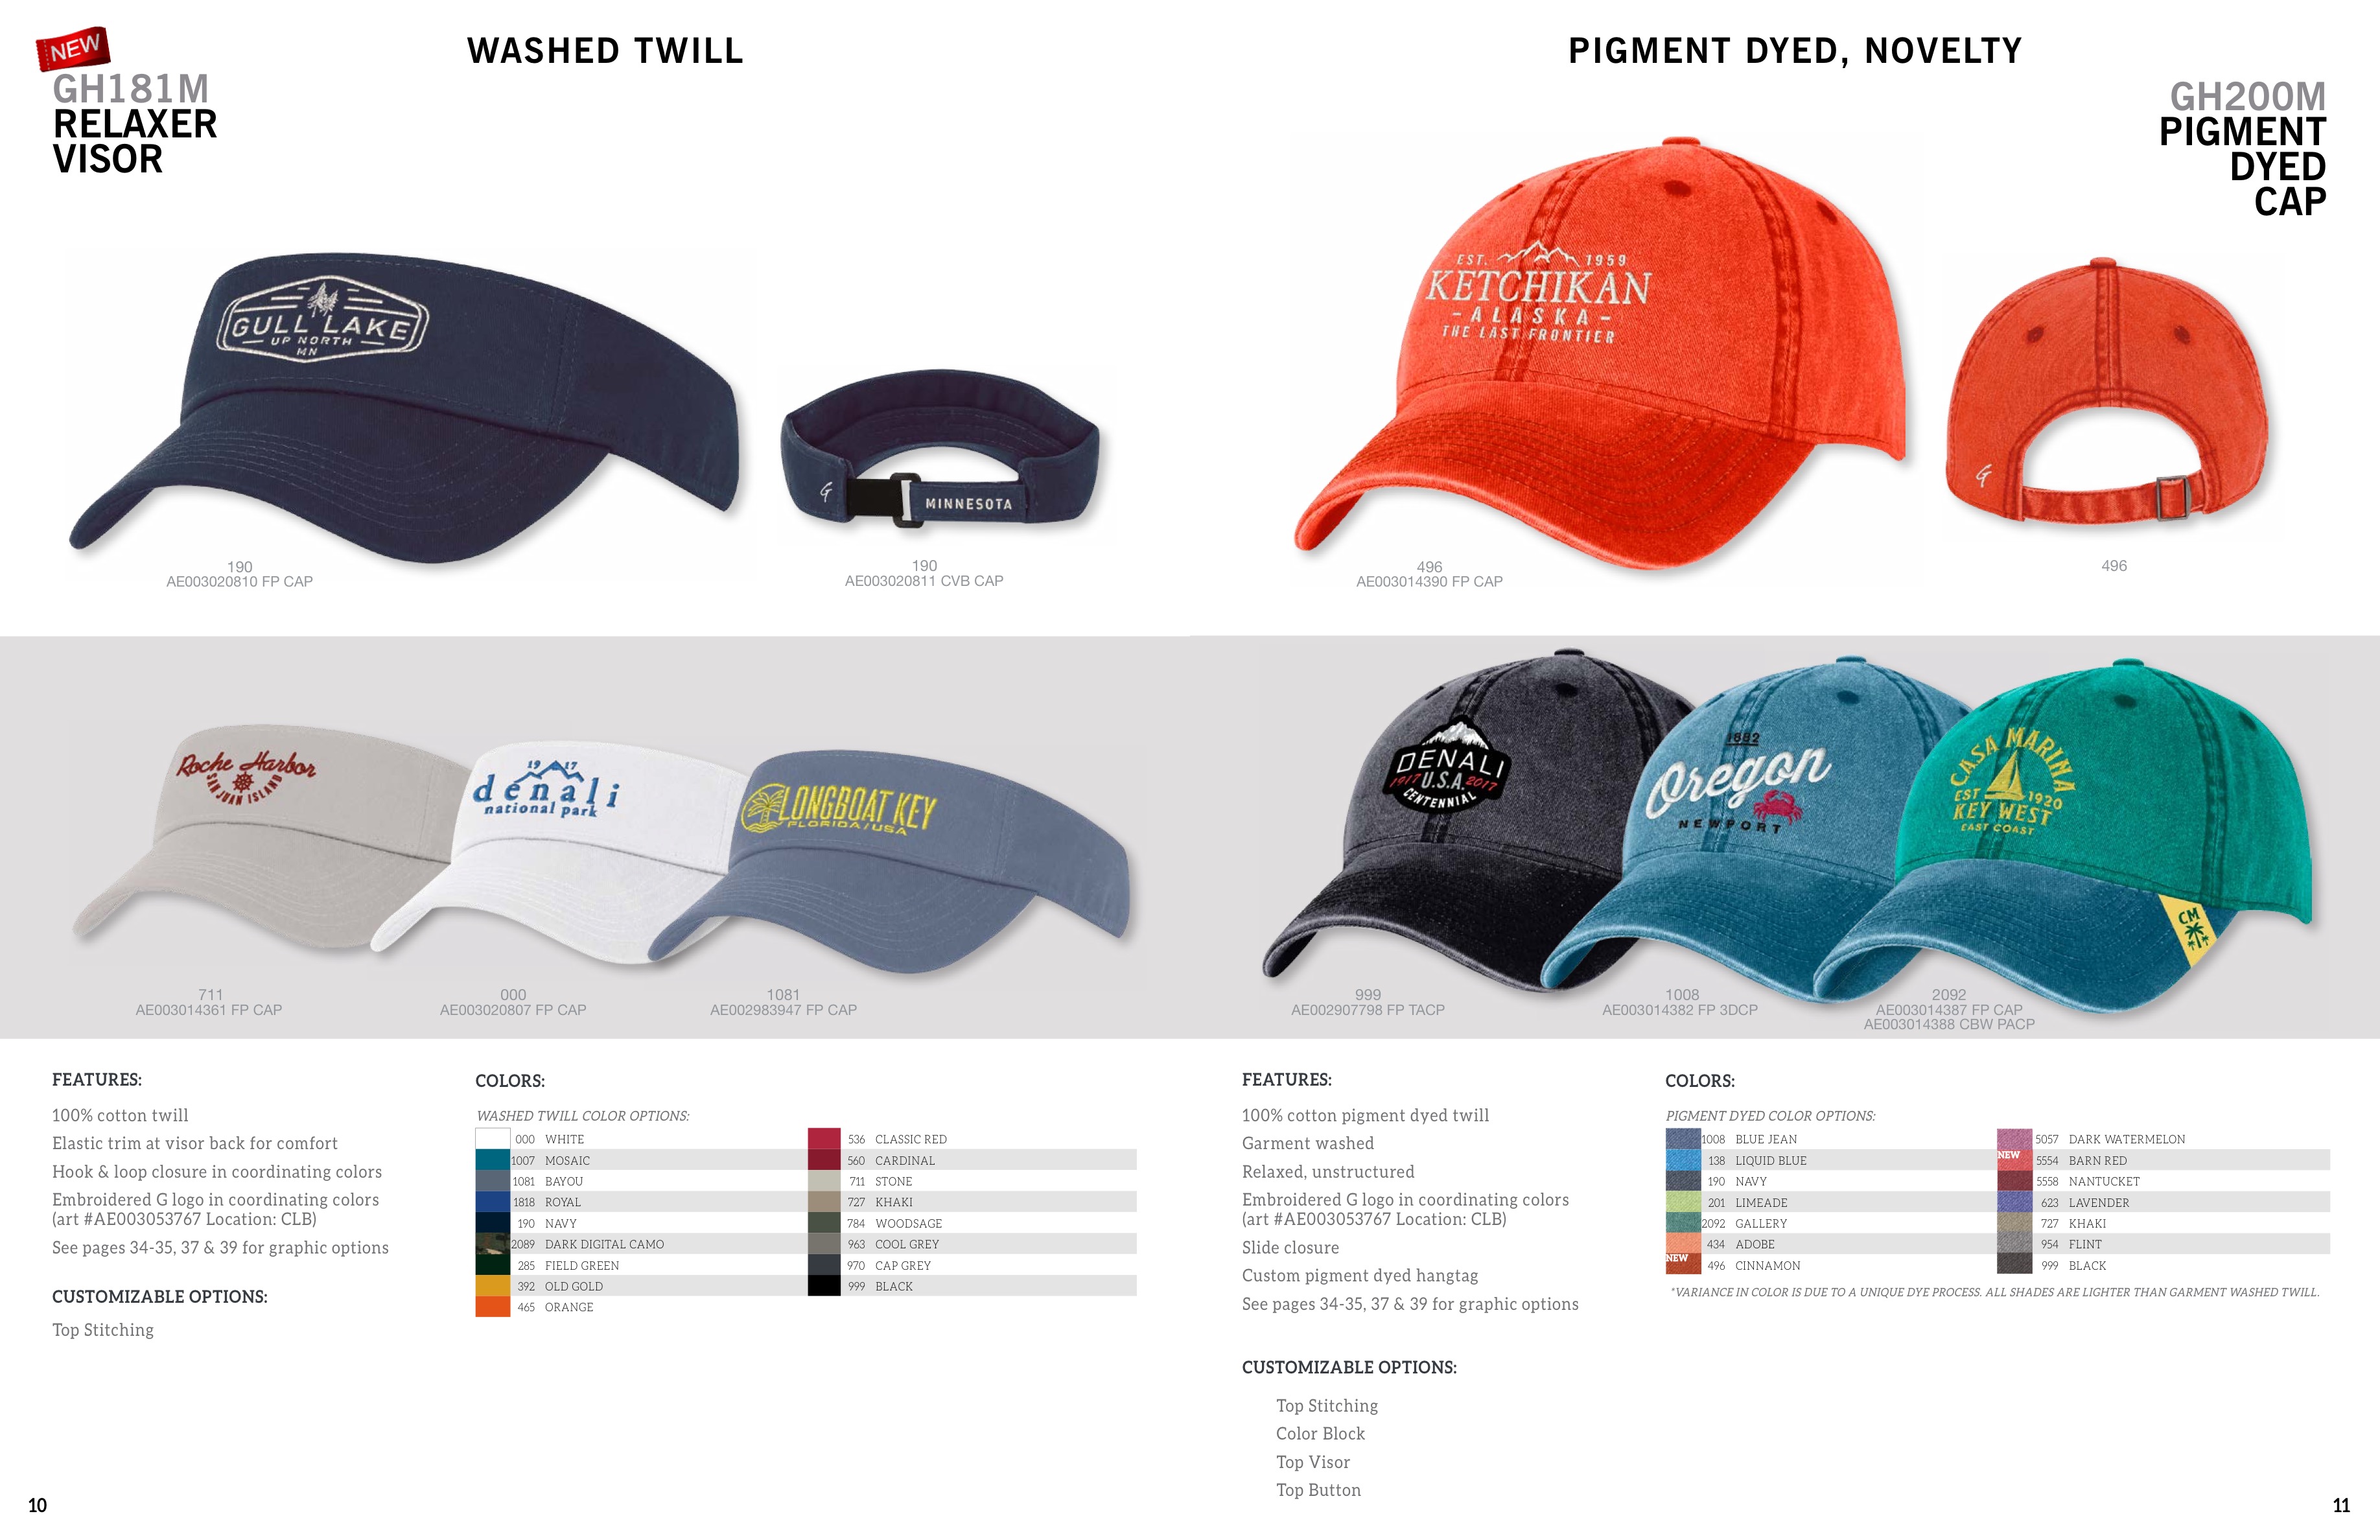 NEW
GH181M
RELAXER
VISOR
WASHED TWILL
GULL LAKE
UP NORTH
MN
G
MINNESOTA
190
AE003020810 FP CAP
190
AE003020811 CVB CAP
Roche Harbor
SAN JUAN ISLAND
19 17
denali
national park
LONGBOAT KEY
FLORIDA/USA
711
AE003014361 FP CAP
000
AE003020807 FP CAP
1081
AE002983947 FP CAP
FEATURES:
100% cotton twill
Elastic trim at visor back for comfort
Hook & loop closure in coordinating colors
Embroidered G logo in coordinating colors
(art #AE003053767 Location: CLB)
See pages 34-35, 37 & 39 for graphic options
CUSTOMIZABLE OPTIONS:
Top Stitching
COLORS:
WASHED TWILL COLOR OPTIONS:
000 WHITE
1007 MOSAIC
1081 BAYOU
1818 ROYAL
190 NAVY
2089 DARK DIGITAL CAMO
285 FIELD GREEN
392 OLD GOLD
465 ORANGE
536 CLASSIC RED
560 CARDINAL
711 STONE
727 KHAKI
784 WOODSAGE
963 COOL GREY
970 CAP GREY
999 BLACK
10
PIGMENT DYED, NOVELTY
GH200M
PIGMENT
DYED
CAP
EST. 1959
KETCHIKAN
- ALASKA -
THE LAST FRONTIER
G
496
AE003014390 FP CAP
496
DENALI
1917 U.S.A. 2017
CENTENNIAL
1882
Oregon
NEWPORT
CASA MARINA
EST 1920
KEY WEST
EAST COAST
CM
999
AE002907798 FP TACP
1008
AE003014382 FP 3DCP
2092
AE003014387 FP CAP
AE003014388 CBW PACP
FEATURES:
100% cotton pigment dyed twill
Garment washed
Relaxed, unstructured
Embroidered G logo in coordinating colors
(art #AE003053767 Location: CLB)
Slide closure
Custom pigment dyed hangtag
See pages 34-35, 37 & 39 for graphic options
CUSTOMIZABLE OPTIONS:
Top Stitching
Color Block
Top Visor
Top Button
COLORS:
PIGMENT DYED COLOR OPTIONS:
1008 BLUE JEAN
138 LIQUID BLUE
190 NAVY
201 LIMEADE
2092 GALLERY
434 ADOBE
NEW 496 CINNAMON
5057 DARK WATERMELON
NEW 5554 BARN RED
5558 NANTUCKET
623 LAVENDER
727 KHAKI
954 FLINT
999 BLACK
*VARIANCE IN COLOR IS DUE TO A UNIQUE DYE PROCESS. ALL SHADES ARE LIGHTER THAN GARMENT WASHED TWILL.
11